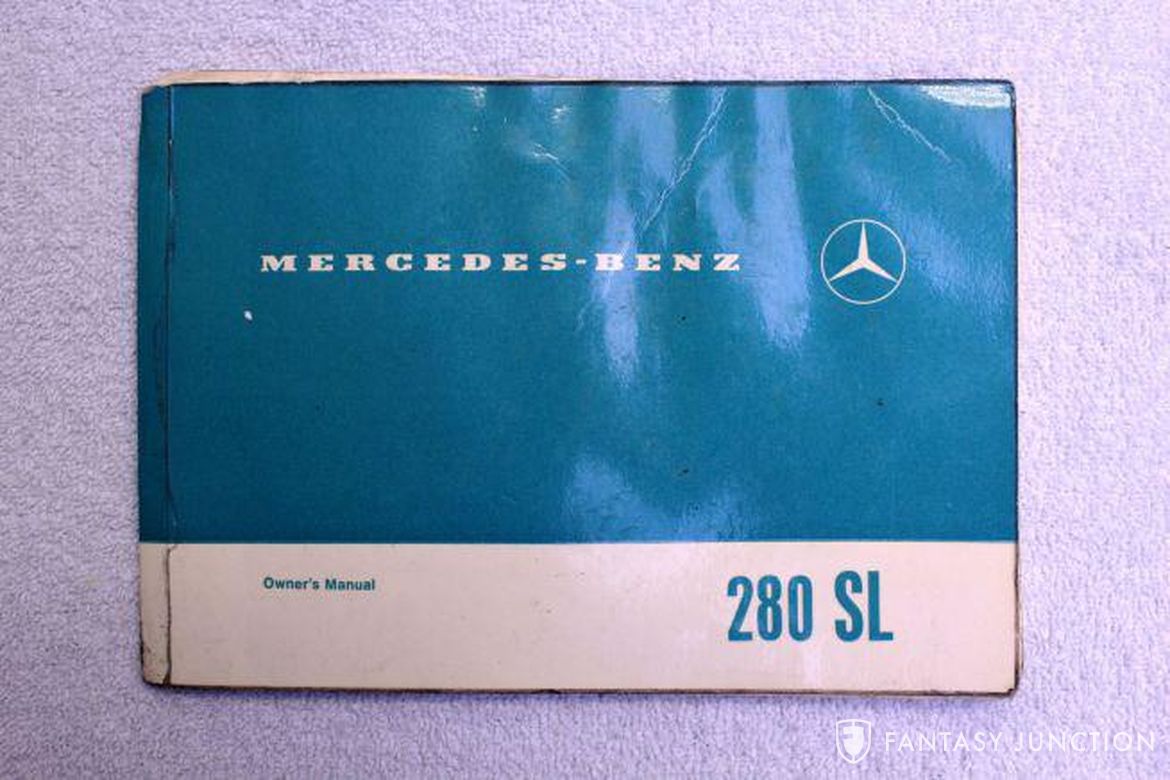 MERCEDES-BENZ
Owner's Manual
280 SL
FANTASY JUNCTION